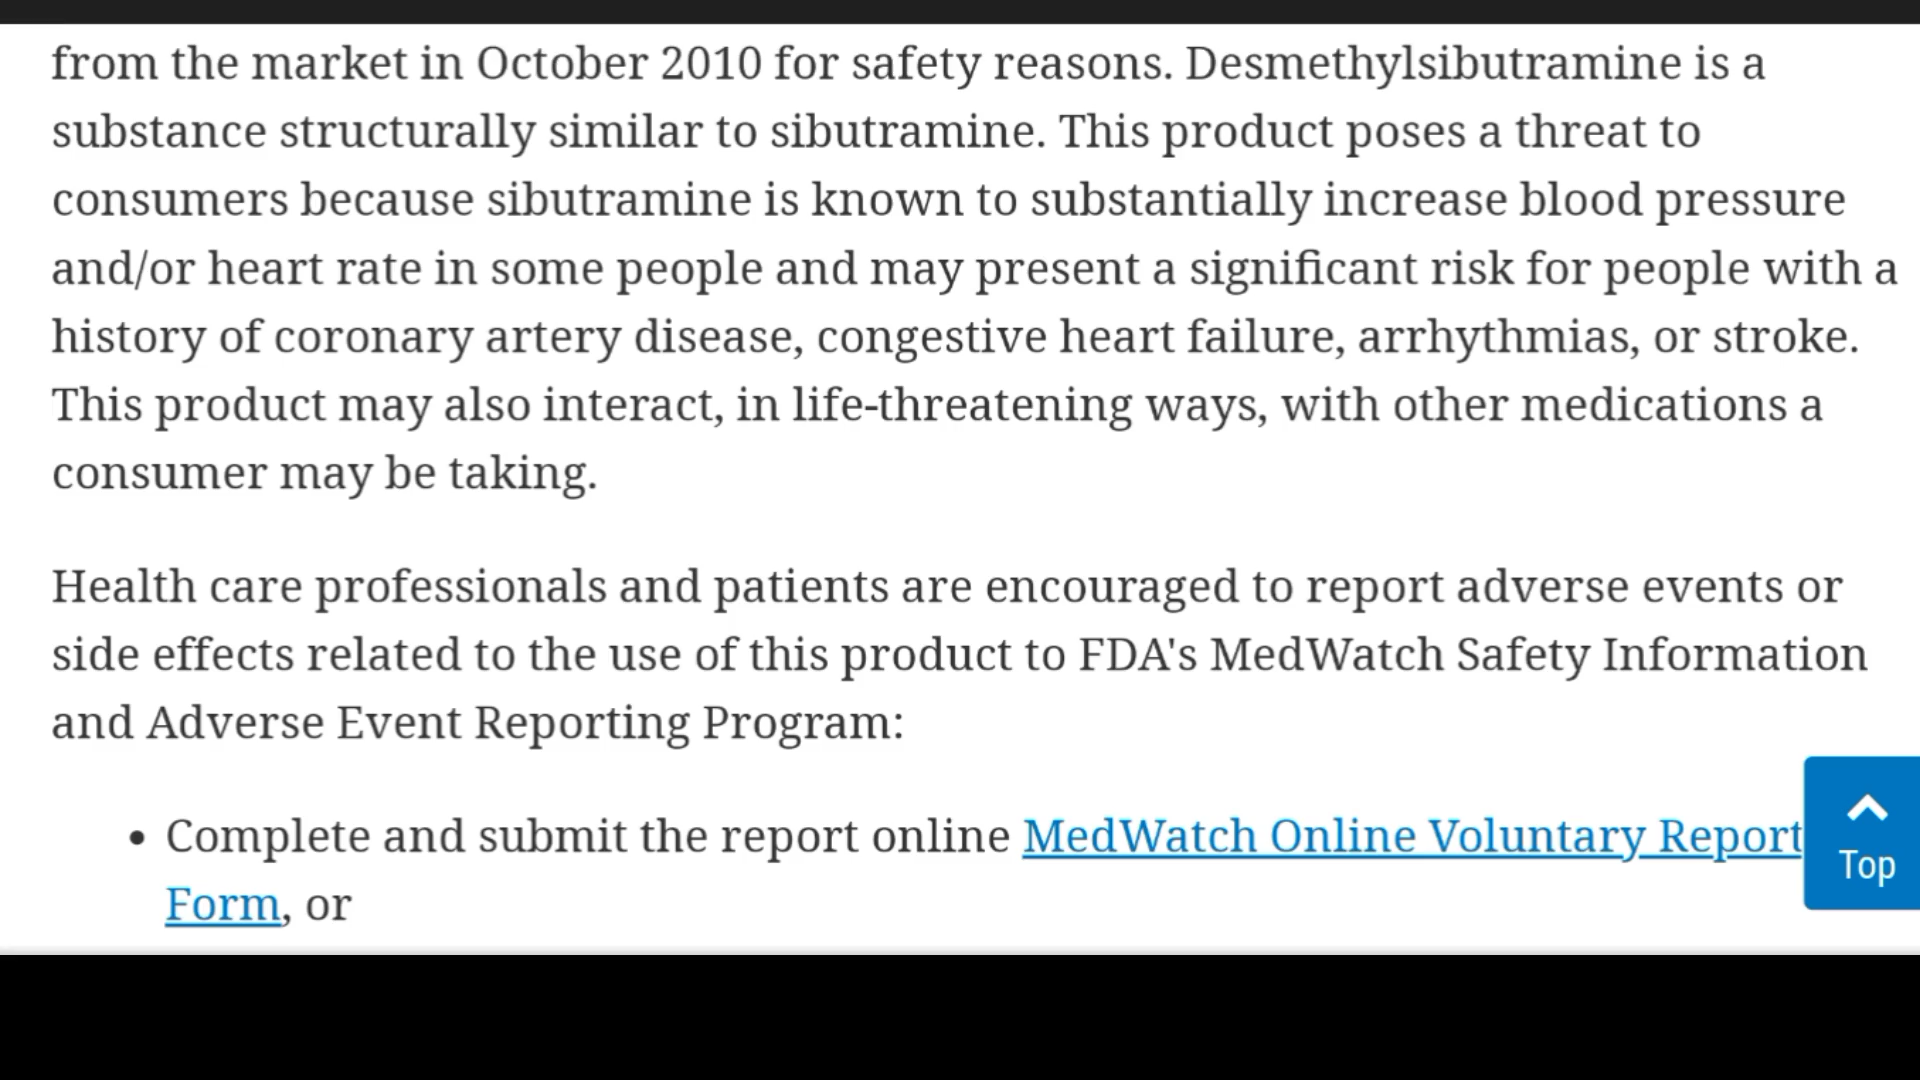 from the market in October 2010 for safety reasons. Desmethylsibutramine is a
substance structurally similar to sibutramine. This product poses a threat to
consumers because sibutramine is known to substantially increase blood pressure
and/or heart rate in some people and may present a significant risk for people with a
history of coronary artery disease, congestive heart failure, arrhythmias, or stroke.
This product may also interact, in life-threatening ways, with other medications a
consumer may be taking.
Health care professionals and patients are encouraged to report adverse events or
side effects related to the use of this product to FDA's MedWatch Safety Information
and Adverse Event Reporting Program:
• Complete and submit the report online MedWatch Online Voluntary Report
Form, or
Top